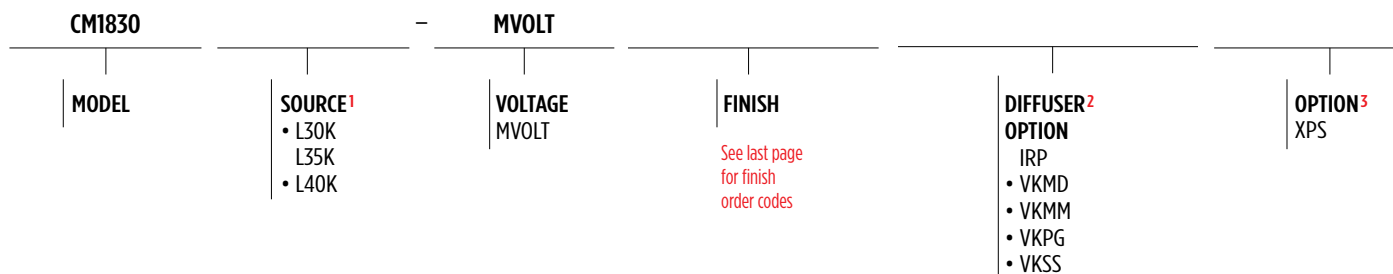 CM1830 – MVOLT
MODEL
SOURCE1
• L30K
L35K
• L40K
VOLTAGE
MVOLT
FINISH
See last page
for finish
order codes
DIFFUSER2
OPTION
IRP
• VKMD
• VKMM
• VKPG
• VKSS
OPTION3
XPS